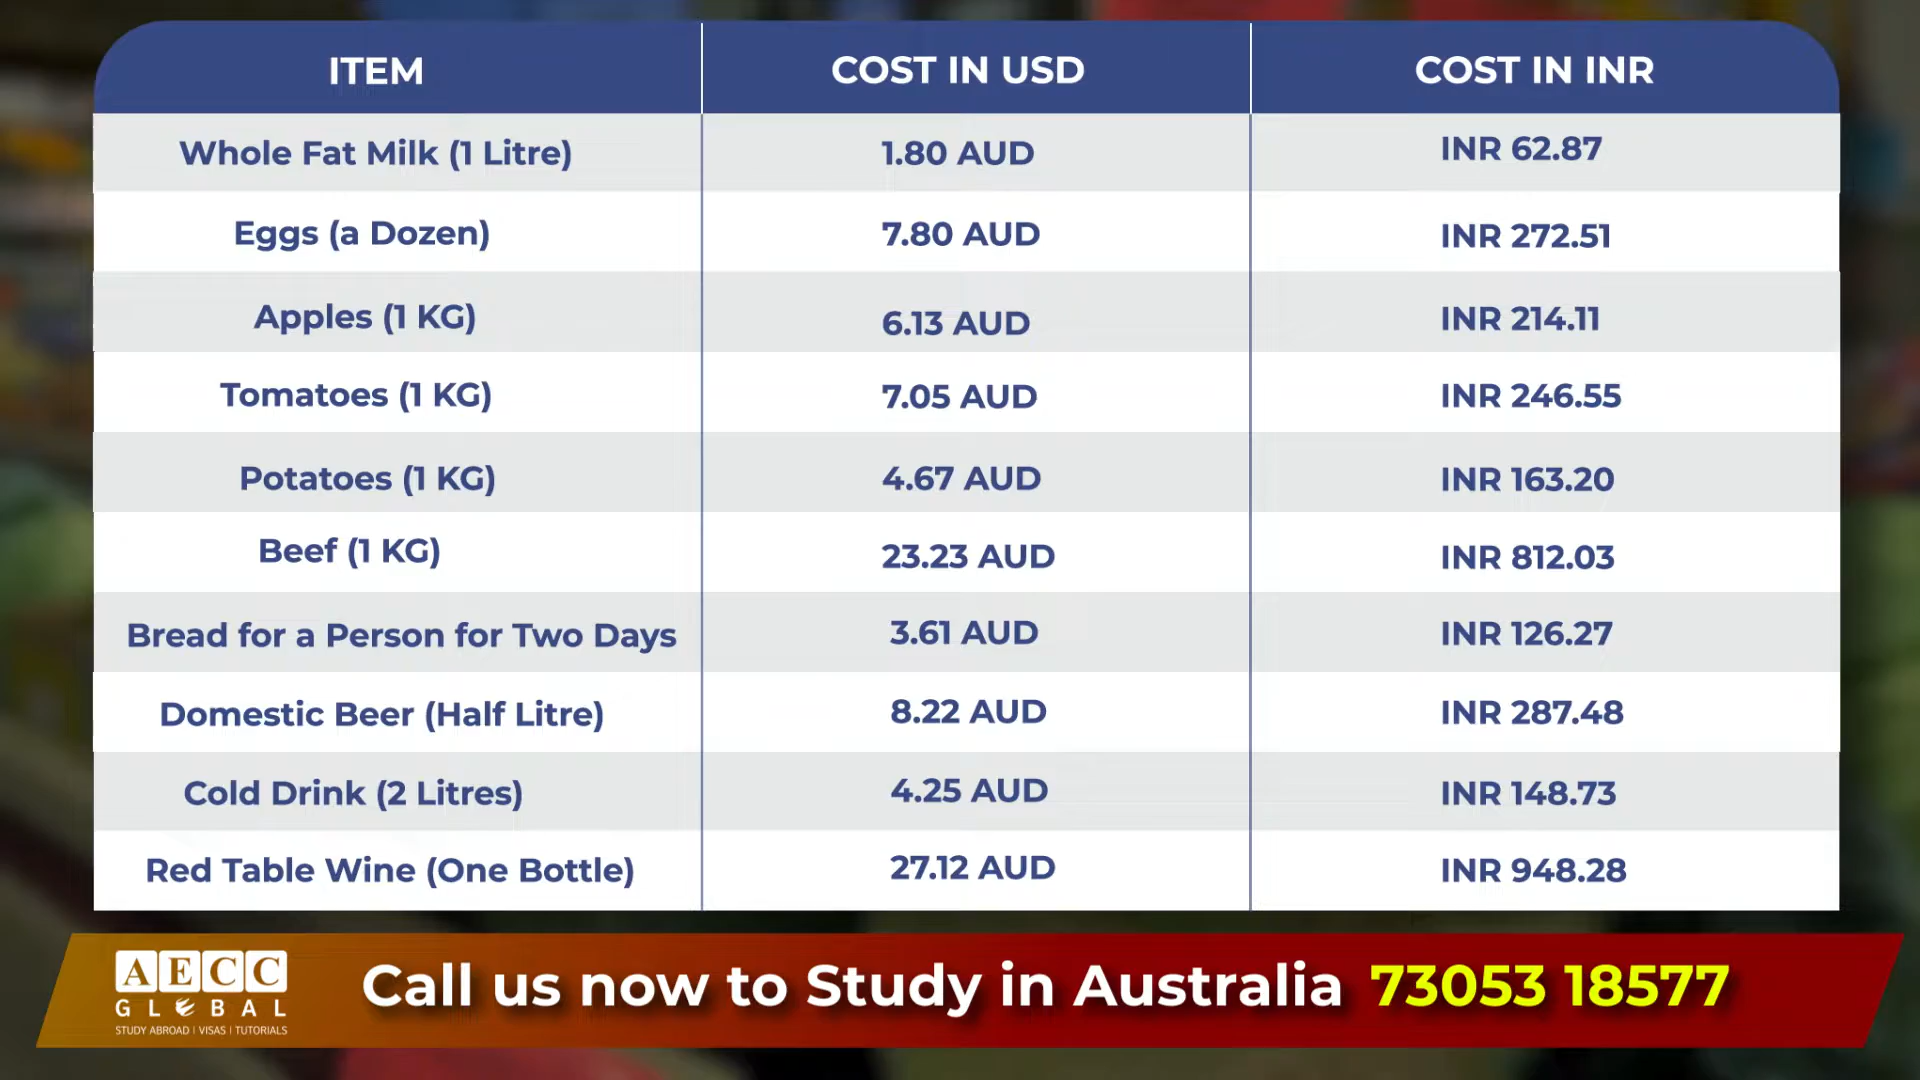 ITEM COST IN USD COST IN INR
Whole Fat Milk (1 Litre) 1.80 AUD INR 62.87
Eggs (a Dozen) 7.80 AUD INR 272.51
Apples (1 KG) 6.13 AUD INR 214.11
Tomatoes (1 KG) 7.05 AUD INR 246.55
Potatoes (1 KG) 4.67 AUD INR 163.20
Beef (1 KG) 23.23 AUD INR 812.03
Bread for a Person for Two Days 3.61 AUD INR 126.27
Domestic Beer (Half Litre) 8.22 AUD INR 287.48
Cold Drink (2 Litres) 4.25 AUD INR 148.73
Red Table Wine (One Bottle) 27.12 AUD INR 948.28
AECC
GLOBAL
STUDY ABROAD | VISAS | TUTORIALS
Call us now to Study in Australia 73053 18577